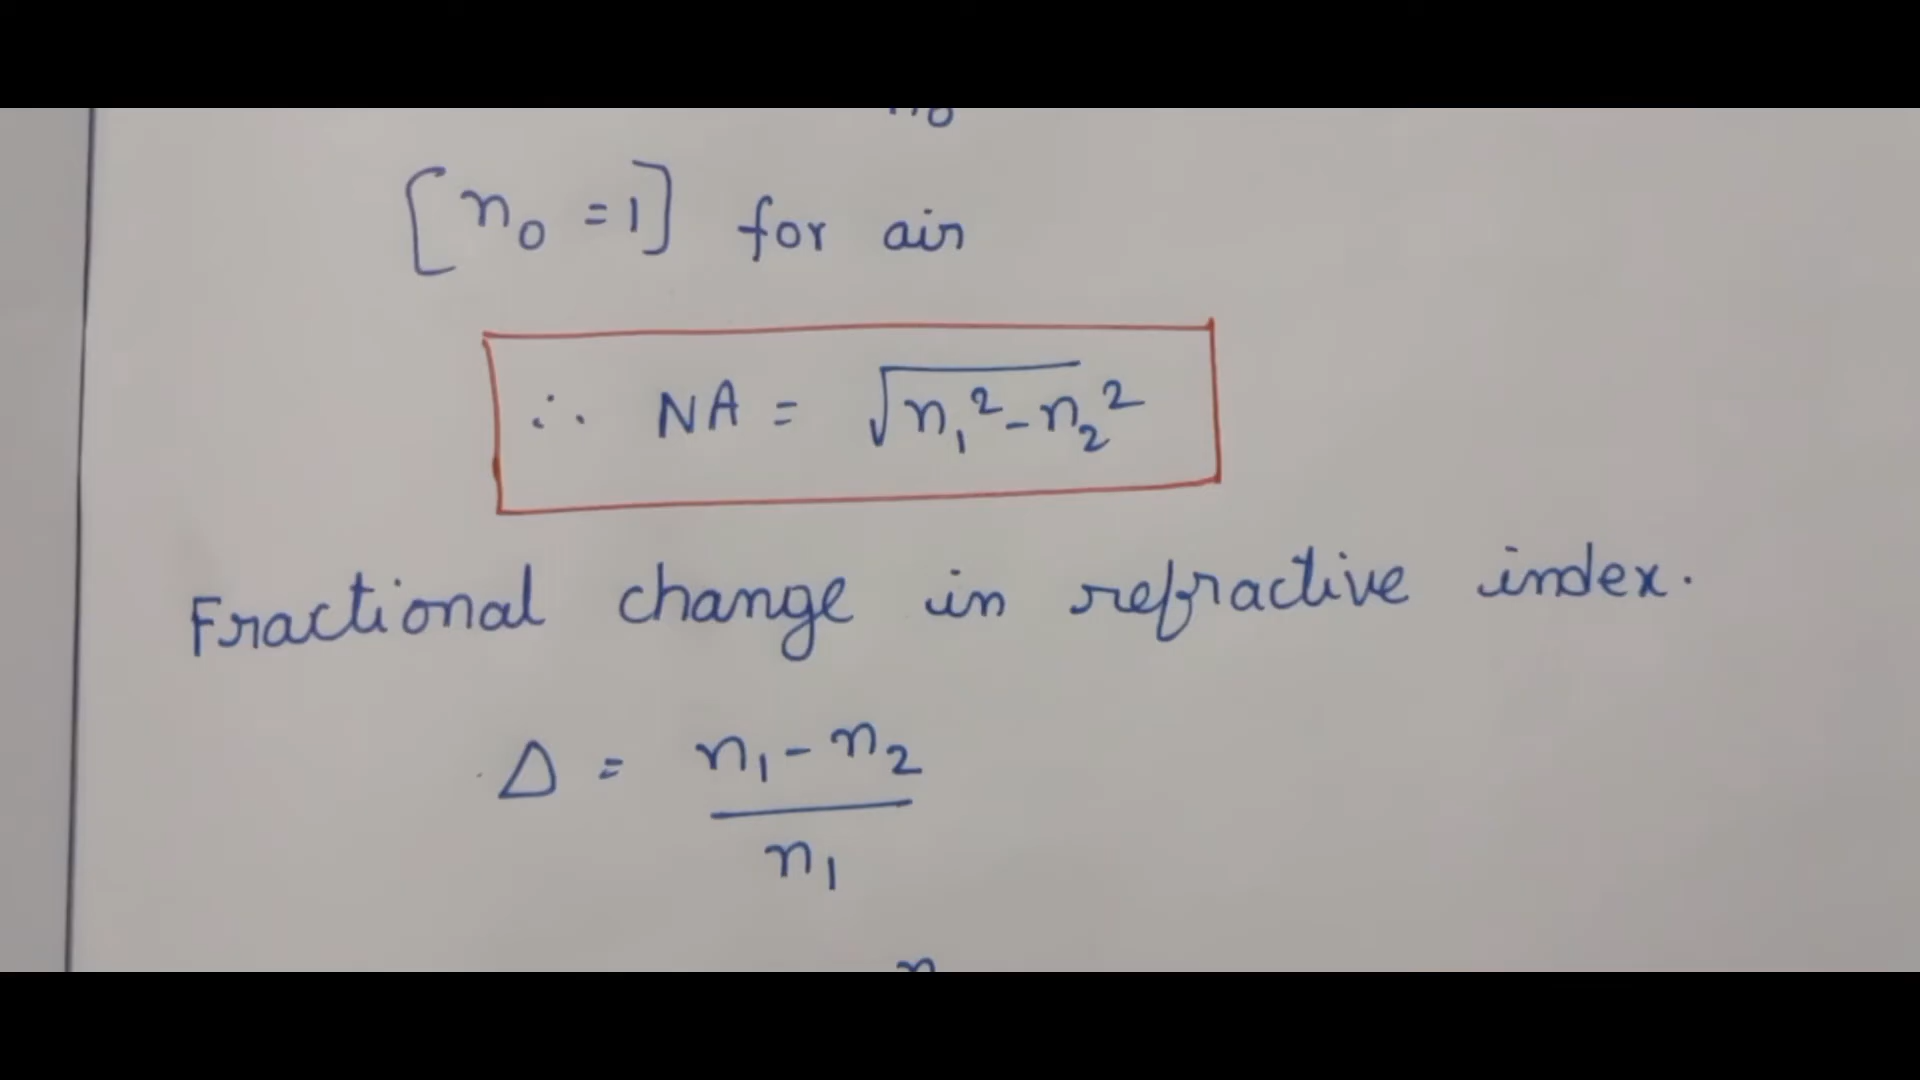 [n₀ = 1] for air
∴ NA = √n₁² - n₂²
Fractional change in refractive index.
Δ = n₁ - n₂
n₁